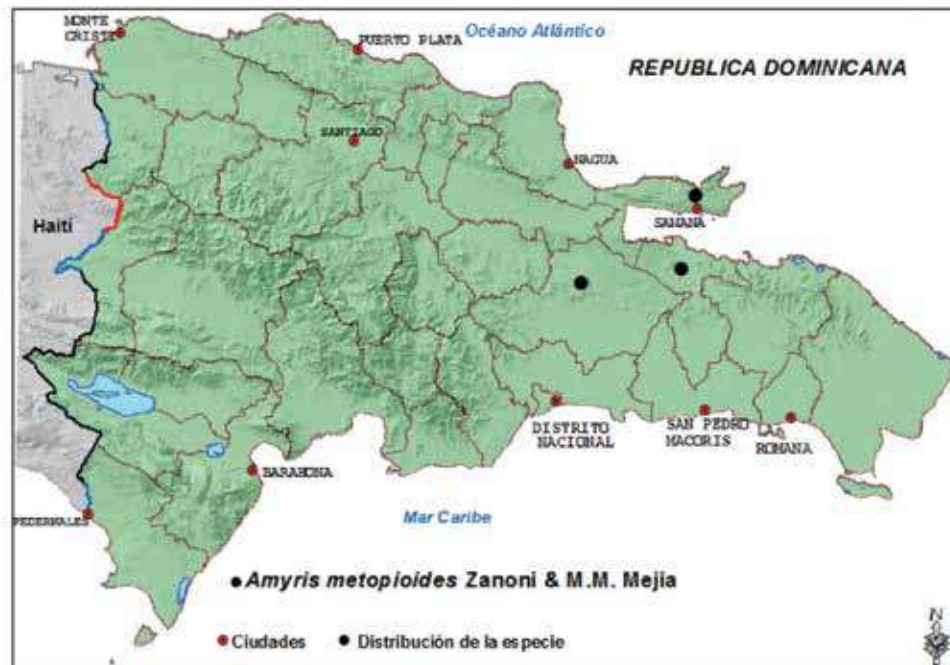 MONTE
CRISTI
PUERTO PLATA
Océano Atlántico
REPUBLICA DOMINICANA
SANTIAGO
NAGUA
SAMANA
Haití
DISTRITO
NACIONAL
SAN PEDRO
MACORIS
LA
ROMANA
BARAHONA
PEDERNALES
Mar Caribe
Amyris metopioides Zanoni & M.M. Mejia
Ciudades
Distribución de la especie
N